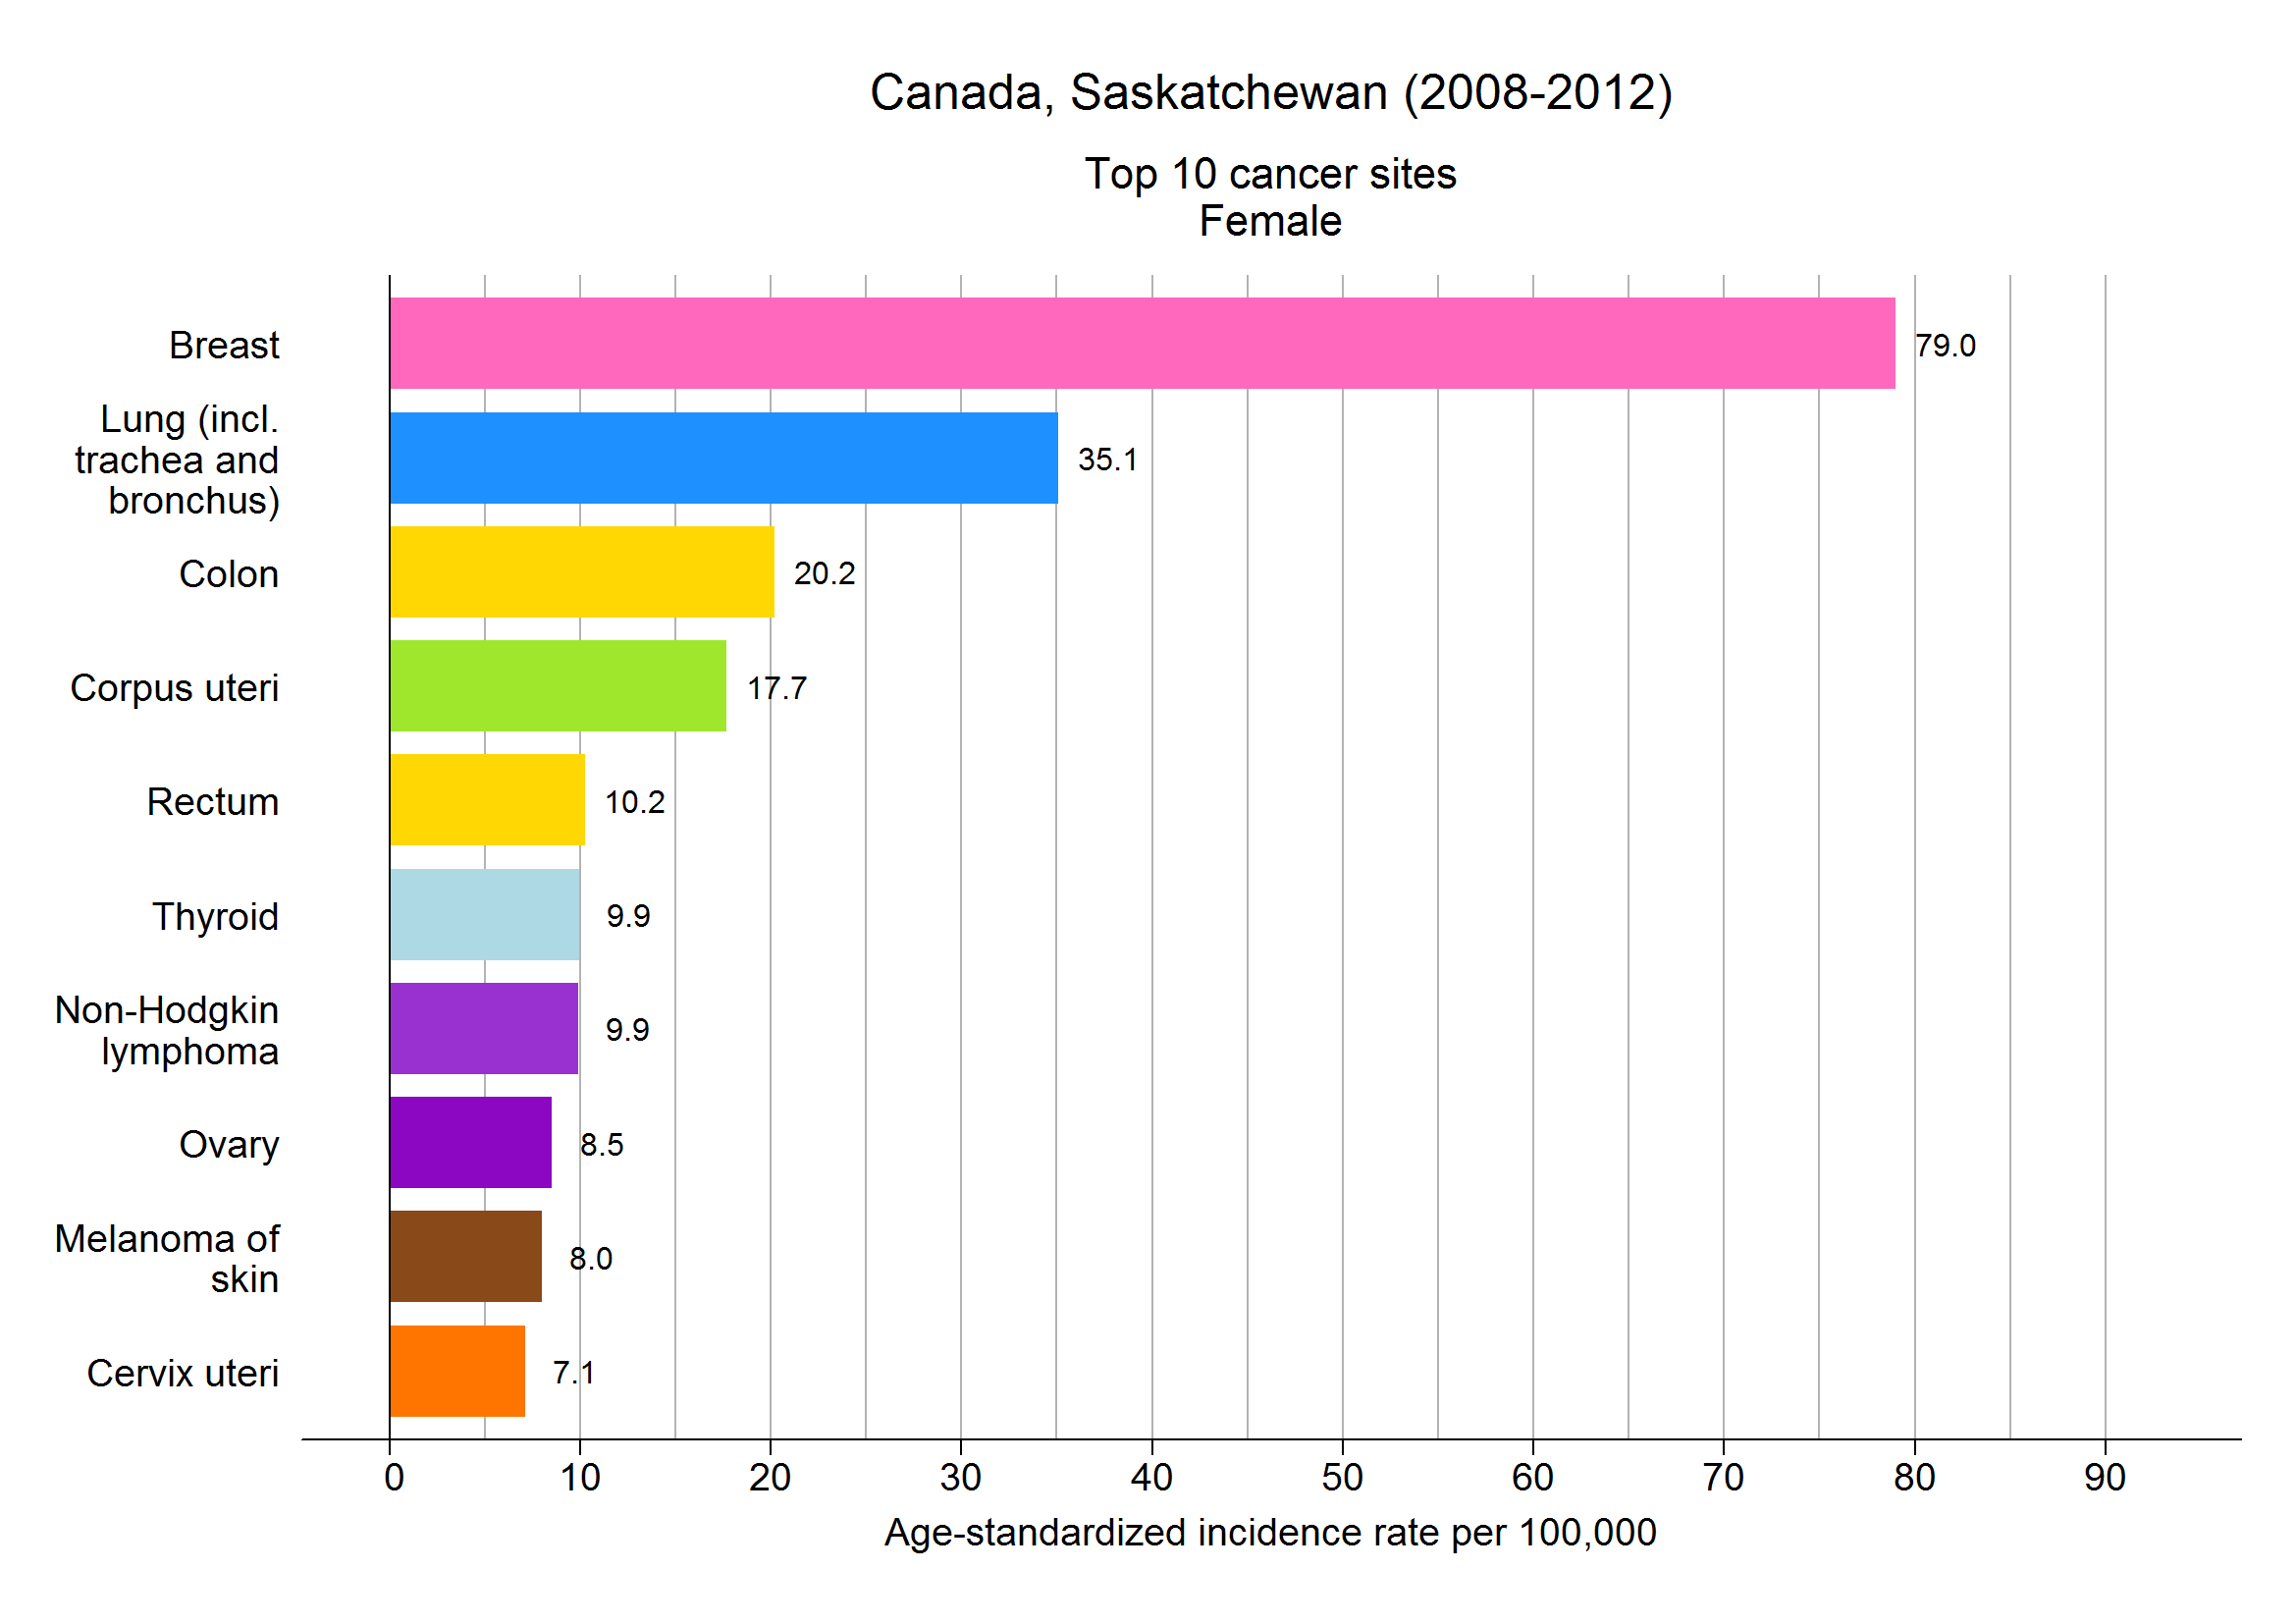 Canada, Saskatchewan (2008-2012)
Top 10 cancer sites
Female
Breast
79.0
Lung (incl.
trachea and
bronchus)
35.1
Colon
20.2
Corpus uteri
17.7
Rectum
10.2
Thyroid
9.9
Non-Hodgkin
lymphoma
9.9
Ovary
8.5
Melanoma of
skin
8.0
Cervix uteri
7.1
0 10 20 30 40 50 60 70 80 90
Age-standardized incidence rate per 100,000